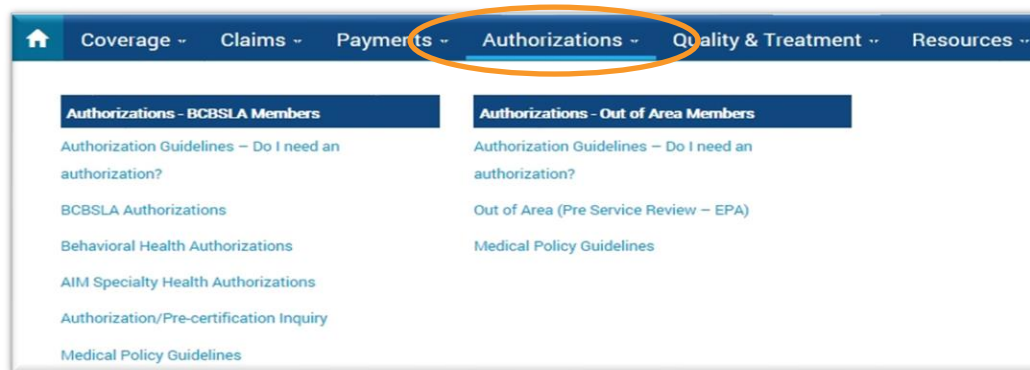 Coverage Claims Payments Authorizations Quality & Treatment Resources
Authorizations - BCBSLA Members
Authorization Guidelines – Do I need an
authorization?
BCBSLA Authorizations
Behavioral Health Authorizations
AIM Specialty Health Authorizations
Authorization/Pre-certification Inquiry
Medical Policy Guidelines
Authorizations - Out of Area Members
Authorization Guidelines – Do I need an
authorization?
Out of Area (Pre Service Review – EPA)
Medical Policy Guidelines